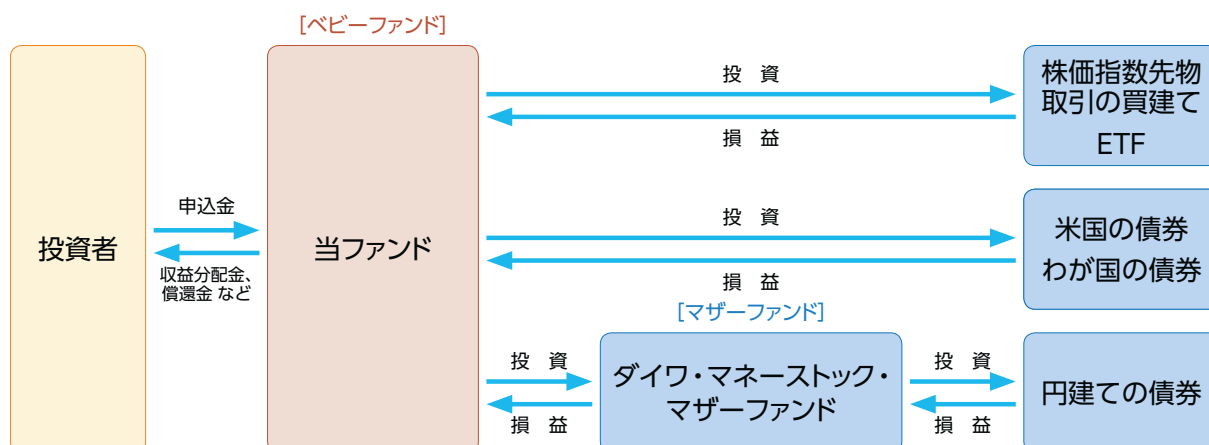 [ベビーファンド]
投資者
申込金
収益分配金、
償還金 など
当ファンド
投 資
損 益
株価指数先物
取引の買建て
ETF
投 資
損 益
米国の債券
わが国の債券
[マザーファンド]
投 資
損 益
ダイワ・マネーストック・
マザーファンド
投 資
損 益
円建ての債券